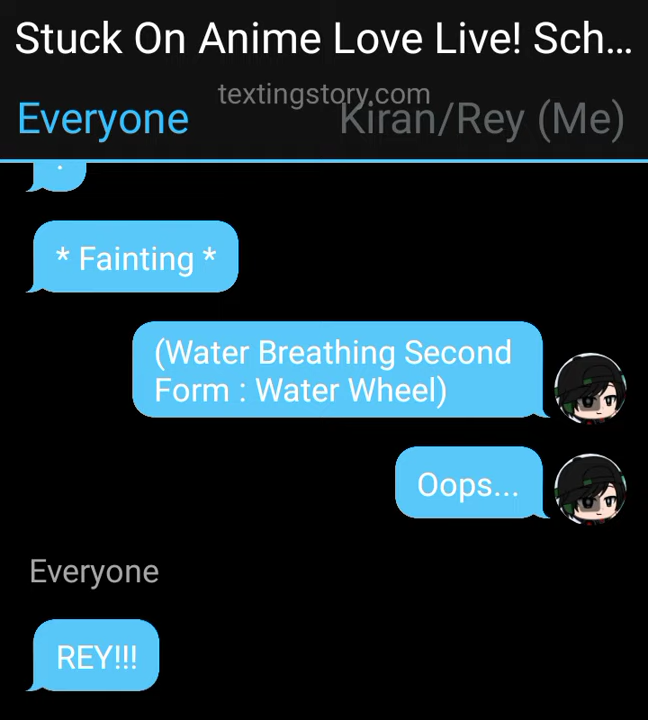 Stuck On Anime Love Live! Sch...
textingstory.com
Everyone
Kiran/Rey (Me)
* Fainting *
(Water Breathing Second
Form : Water Wheel)
Oops...
Everyone
REY!!!